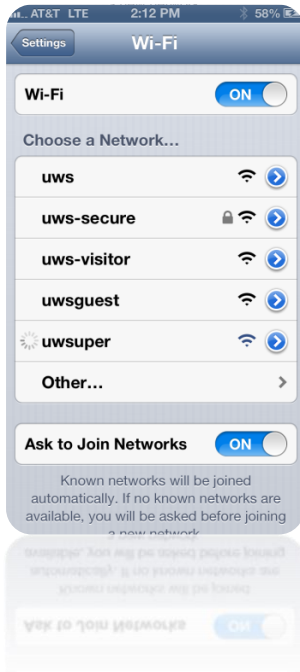 AT&T LTE 2:12 PM 58%
Settings Wi-Fi
Wi-Fi ON
Choose a Network...
uws
uws-secure
uws-visitor
uwsguest
uwsuper
Other...
Ask to Join Networks ON
Known networks will be joined
automatically. If no known networks are
available, you will be asked before joining
a new network.